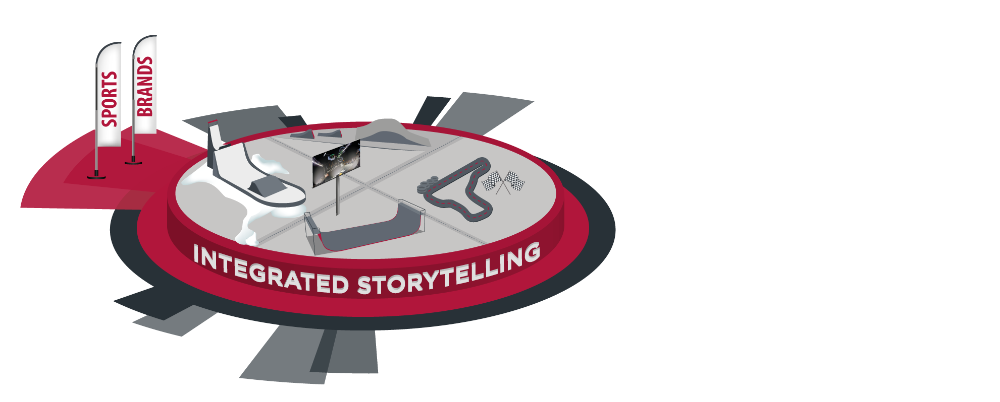 SPORTS
BRANDS
INTEGRATED STORYTELLING